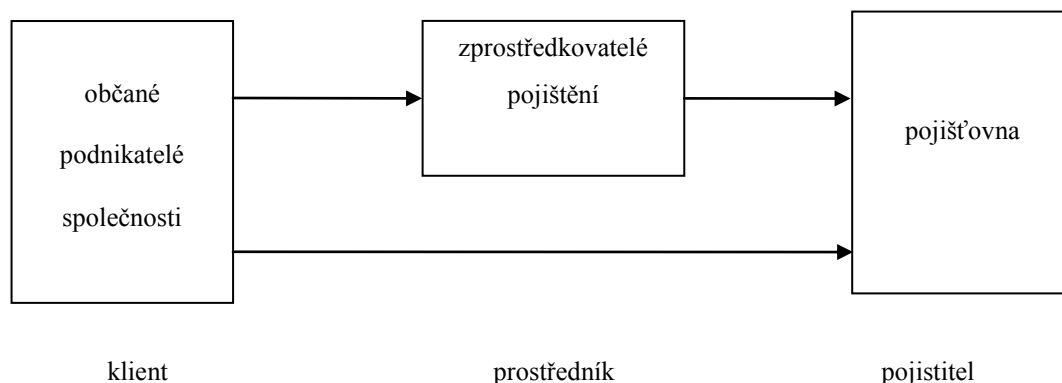 občané
podnikatelé
společnosti
zprostředkovatelé
pojištění
pojišťovna
klient
prostředník
pojistitel